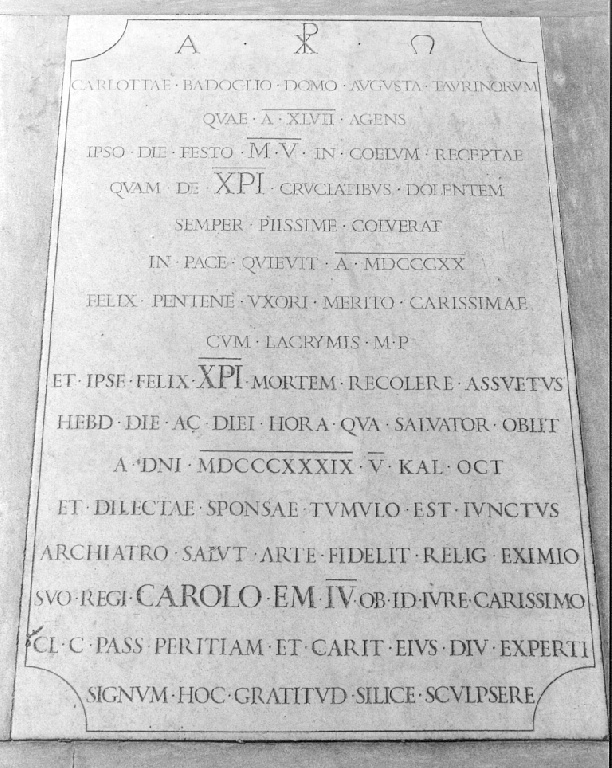 Α · ☧ · Ω
CARLOTTAE · BADOGLIO · DOMO · AVGVSTA · TAVRINORVM
QVAE · A · XLVII · AGENS
IPSO · DIE · FESTO · M · V · IN · COELVM · RECEPTAE
QVAM · DE · XPI · CRVCIATIBVS · DOLENTEM
SEMPER · PIISSIME · COLVERAT
IN · PACE · QVIEVIT · A · MDCCCXX
FELIX · PENTENÈ · VXORI · MERITO · CARISSIMAE
CVM · LACRYMIS · M · P
ET · IPSE · FELIX · XPI · MORTEM · RECOLERE · ASSVETVS
HEBD · DIE · AC · DIEI · HORA · QVA · SALVATOR · OBIIT
A · DNI · MDCCCXXXIX · V · KAL · OCT
ET · DILECTAE · SPONSAE · TVMVLO · EST · IVNCTVS
ARCHIATRO · SALVT · ARTE · FIDELIT · RELIG · EXIMIO
SVO · REGI · CAROLO · EM · IV · OB · ID · IVRE · CARISSIMO
CL · C · PASS · PERITIAM · ET · CARIT · EIVS · DIV · EXPERTI
SIGNVM · HOC · GRATITVD · SILICE · SCVLPSERE